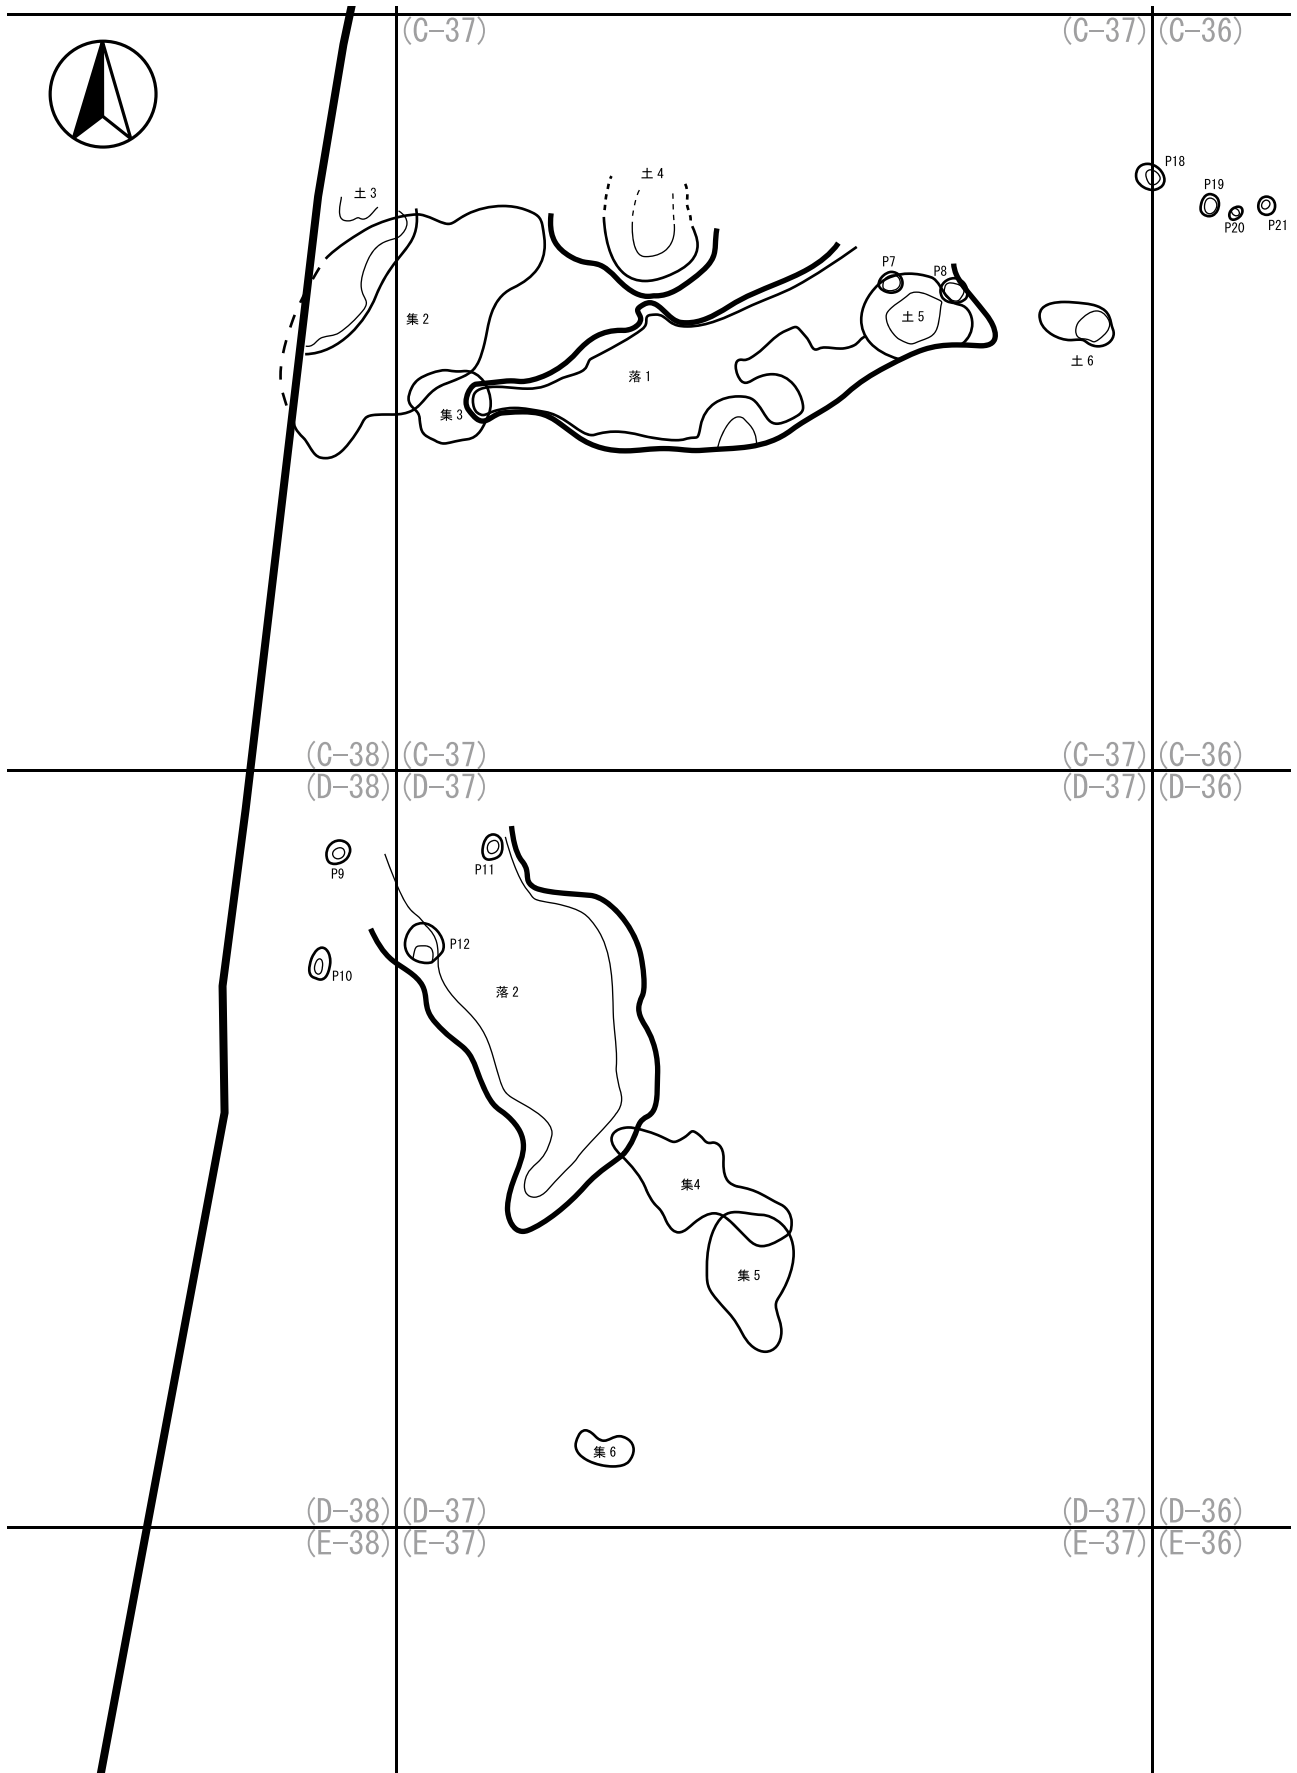 (C-37)
(C-37) (C-36)
P18
土4
P19
土3
P20
P21
P7
P8
集2
土5
土6
落1
集3
(C-38) (C-37)
(C-37) (C-36)
(D-38) (D-37)
(D-37) (D-36)
P9
P11
P12
P10
落2
集4
集5
集6
(D-38) (D-37)
(D-37) (D-36)
(E-38) (E-37)
(E-37) (E-36)